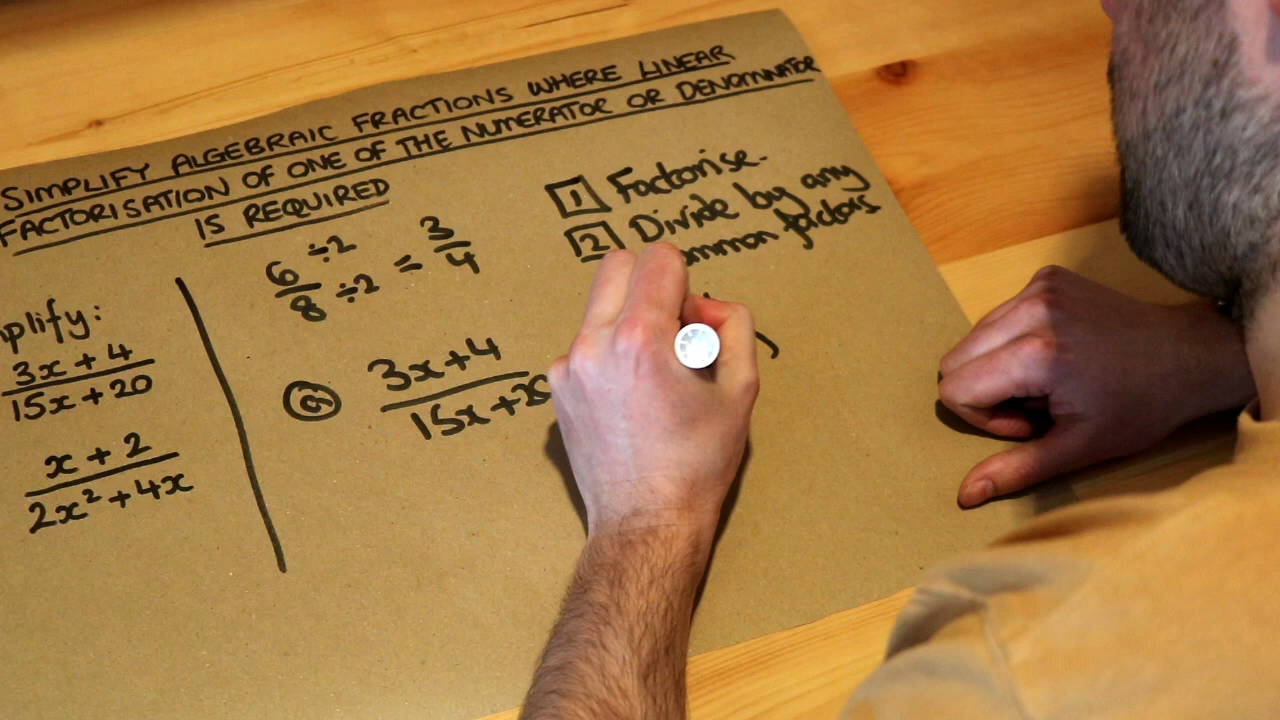 SIMPLIFY ALGEBRAIC FRACTIONS WHERE LINEAR
FACTORISATION OF ONE OF THE NUMERATOR OR DENOMINATOR
IS REQUIRED
plify:
3x + 4
15x + 20
x + 2
2x² + 4x
6 ÷2 = 3
8 ÷2 4
a
3x+4
15x+20
1 Factorise.
2 Divide by any
ommon factors
)